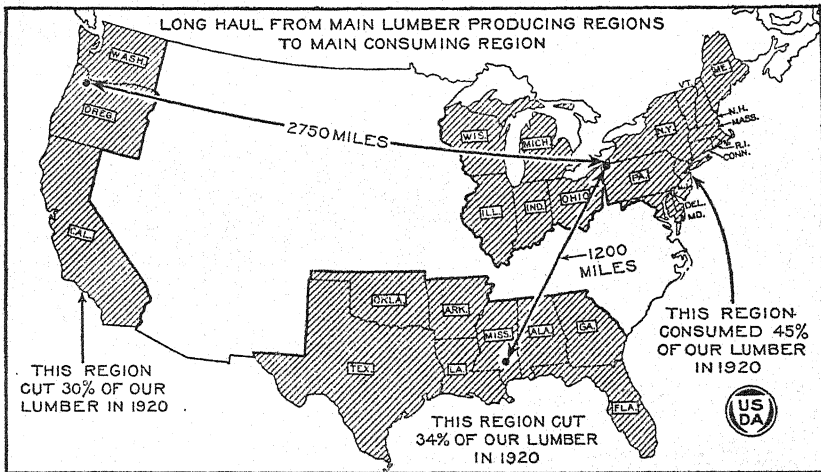 LONG HAUL FROM MAIN LUMBER PRODUCING REGIONS
TO MAIN CONSUMING REGION
WASH.
OREG.
CAL.
2750 MILES
WIS.
MICH.
ILL.
IND.
OHIO
N.Y.
PA.
VT.
ME.
N.H.
MASS.
R.I.
CONN.
DEL.
MD.
1200
MILES
OKLA.
ARK.
TEX.
LA.
MISS.
ALA.
GA.
FLA.
THIS REGION
CUT 30% OF OUR
LUMBER IN 1920
THIS REGION CUT
34% OF OUR LUMBER
IN 1920
THIS REGION
CONSUMED 45%
OF OUR LUMBER
IN 1920
US
DA